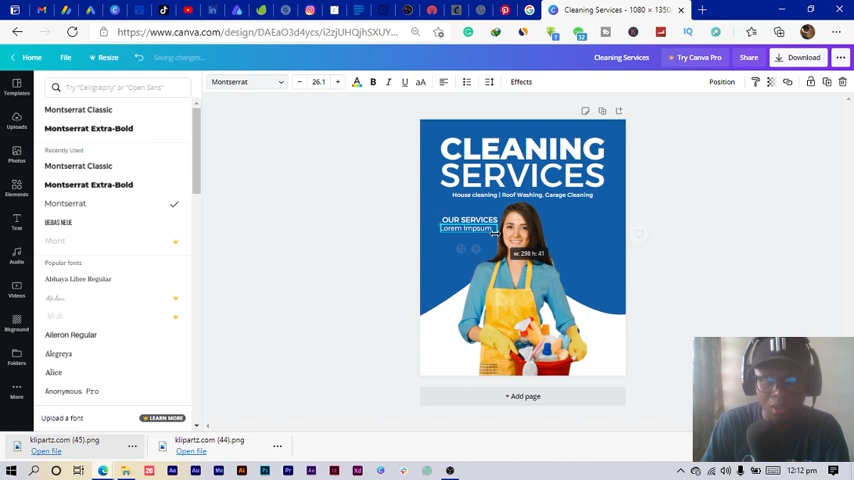 Cleaning Services - 1080 × 1350
https://www.canva.com/design/DAEaO3d4ycs/i2zjUHQjhSXUY...
Home
File
Resize
Saving changes...
Cleaning Services
Try Canva Pro
Share
Download
Montserrat
26.1
B
I
U
aA
Effects
Position
Templates
Uploads
Photos
Elements
Text
Audio
Videos
Bkground
Folders
More
Try "Calligraphy" or "Open Sans"
Montserrat Classic
Montserrat Extra-Bold
Recently Used
Montserrat Classic
Montserrat Extra-Bold
Montserrat
BEBAS NEUE
Mont
Popular fonts
Abhaya Libre Regular
Aileron Regular
Alegreya
Alice
Anonymous Pro
Upload a font
LEARN MORE
CLEANING
SERVICES
House cleaning | Roof Washing, Garage Cleaning
OUR SERVICES
Lorem Impsum
w: 298 h: 41
+ Add page
klipartz.com (45).png
Open file
klipartz.com (44).png
Open file
12:12 pm